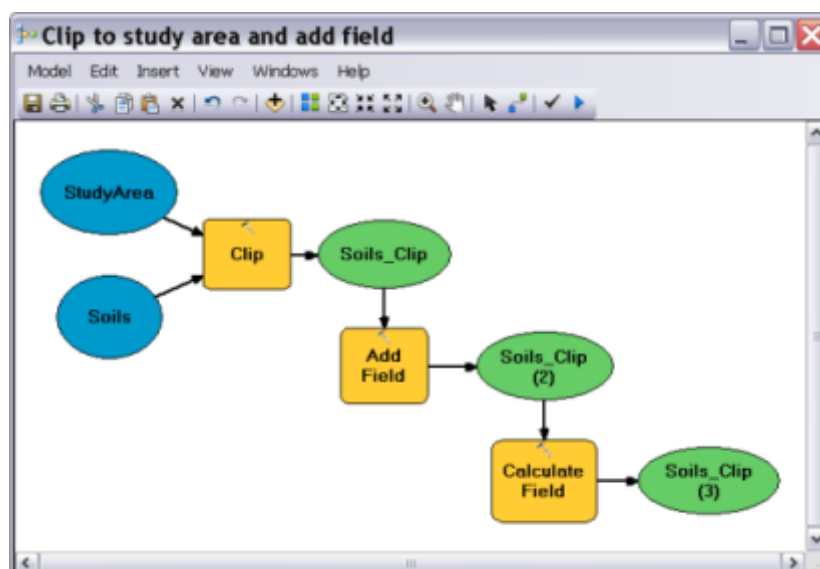 Clip to study area and add field
Model Edit Insert View Windows Help
StudyArea
Clip
Soils_Clip
Soils
Add
Field
Soils_Clip
(2)
Calculate
Field
Soils_Clip
(3)